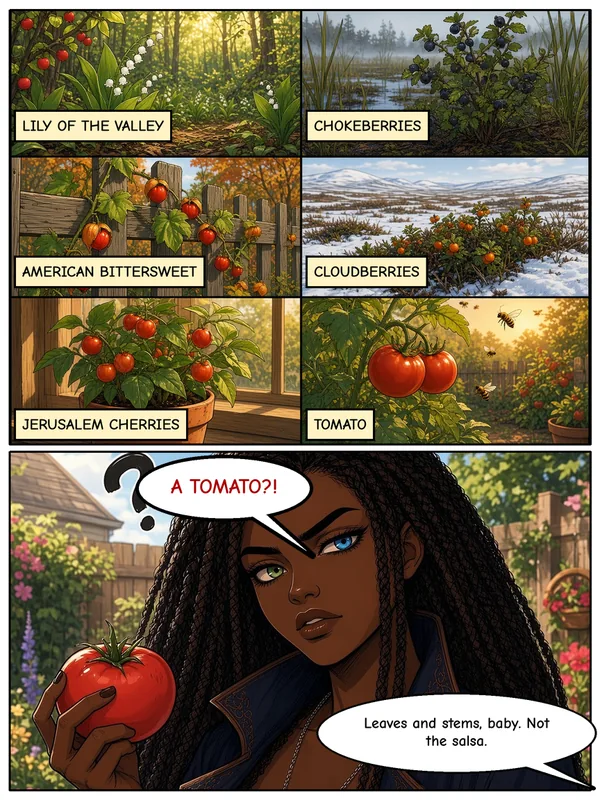 LILY OF THE VALLEY
CHOKEBERRIES
AMERICAN BITTERSWEET
CLOUDBERRIES
JERUSALEM CHERRIES
TOMATO
?
A TOMATO?!
Leaves and stems, baby. Not
the salsa.